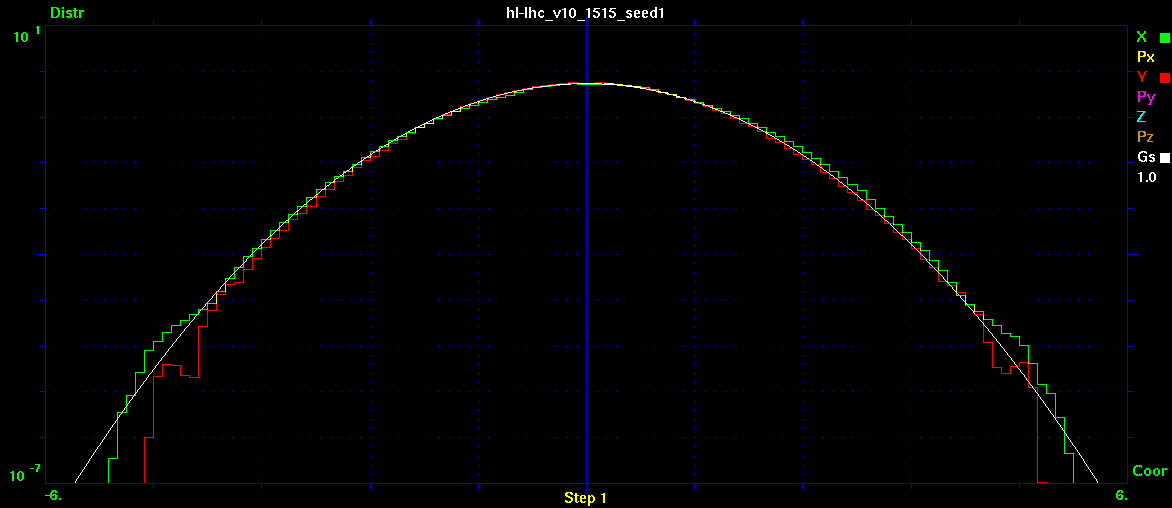 Distr
hl-lhc_v10_1515_seed1
10 1
X
Px
Y
Py
Z
Pz
Gs
1.0
10 -7
Coor
-6.
Step 1
6.